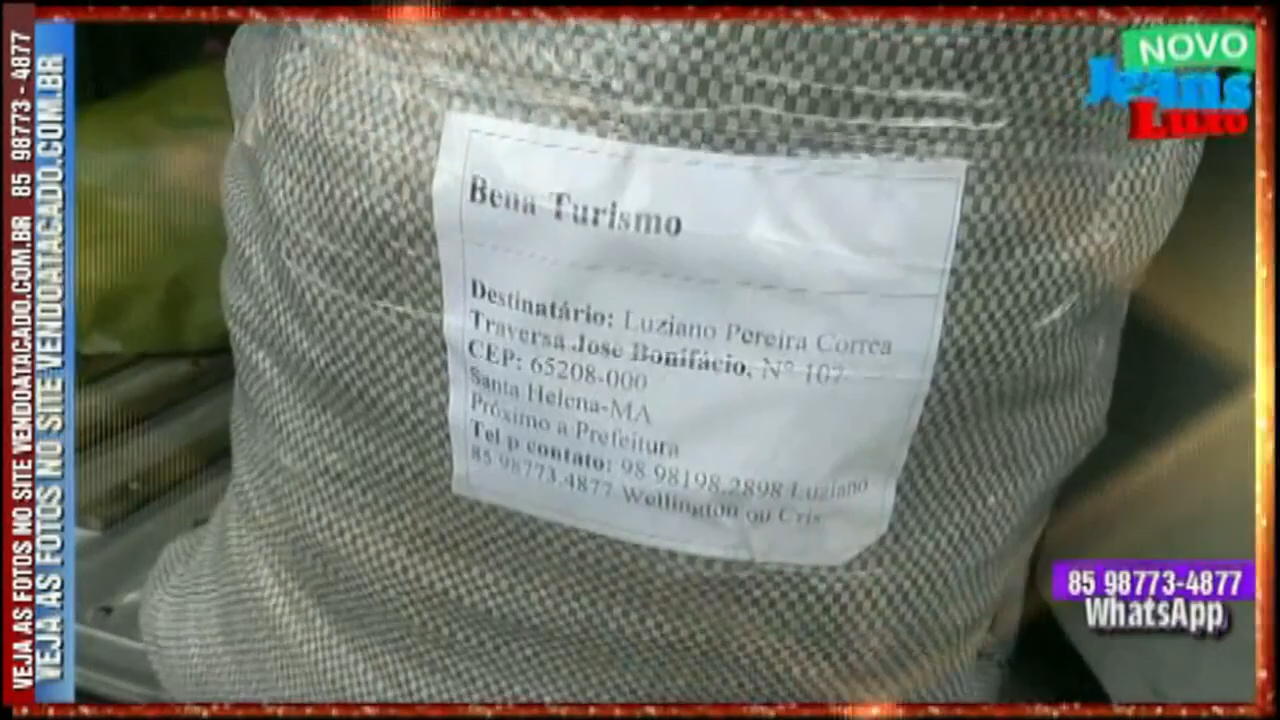 VEJA AS FOTOS NO SITE VENDOATACADO.COM.BR 85 98773 - 4877
VEJA AS FOTOS NO SITE VENDOATACADO.COM.BR
NOVO
Jeans
Luxo
Bena Turismo
Destinatário: Luziano Pereira Correa
Traversa Jose Bonifácio, Nº 107
CEP: 65208-000
Santa Helena-MA
Próximo a Prefeitura
Tel p contato: 98 98198.2898 Luziano
85 98773.4877 Wellington ou Cris
85 98773-4877
WhatsApp